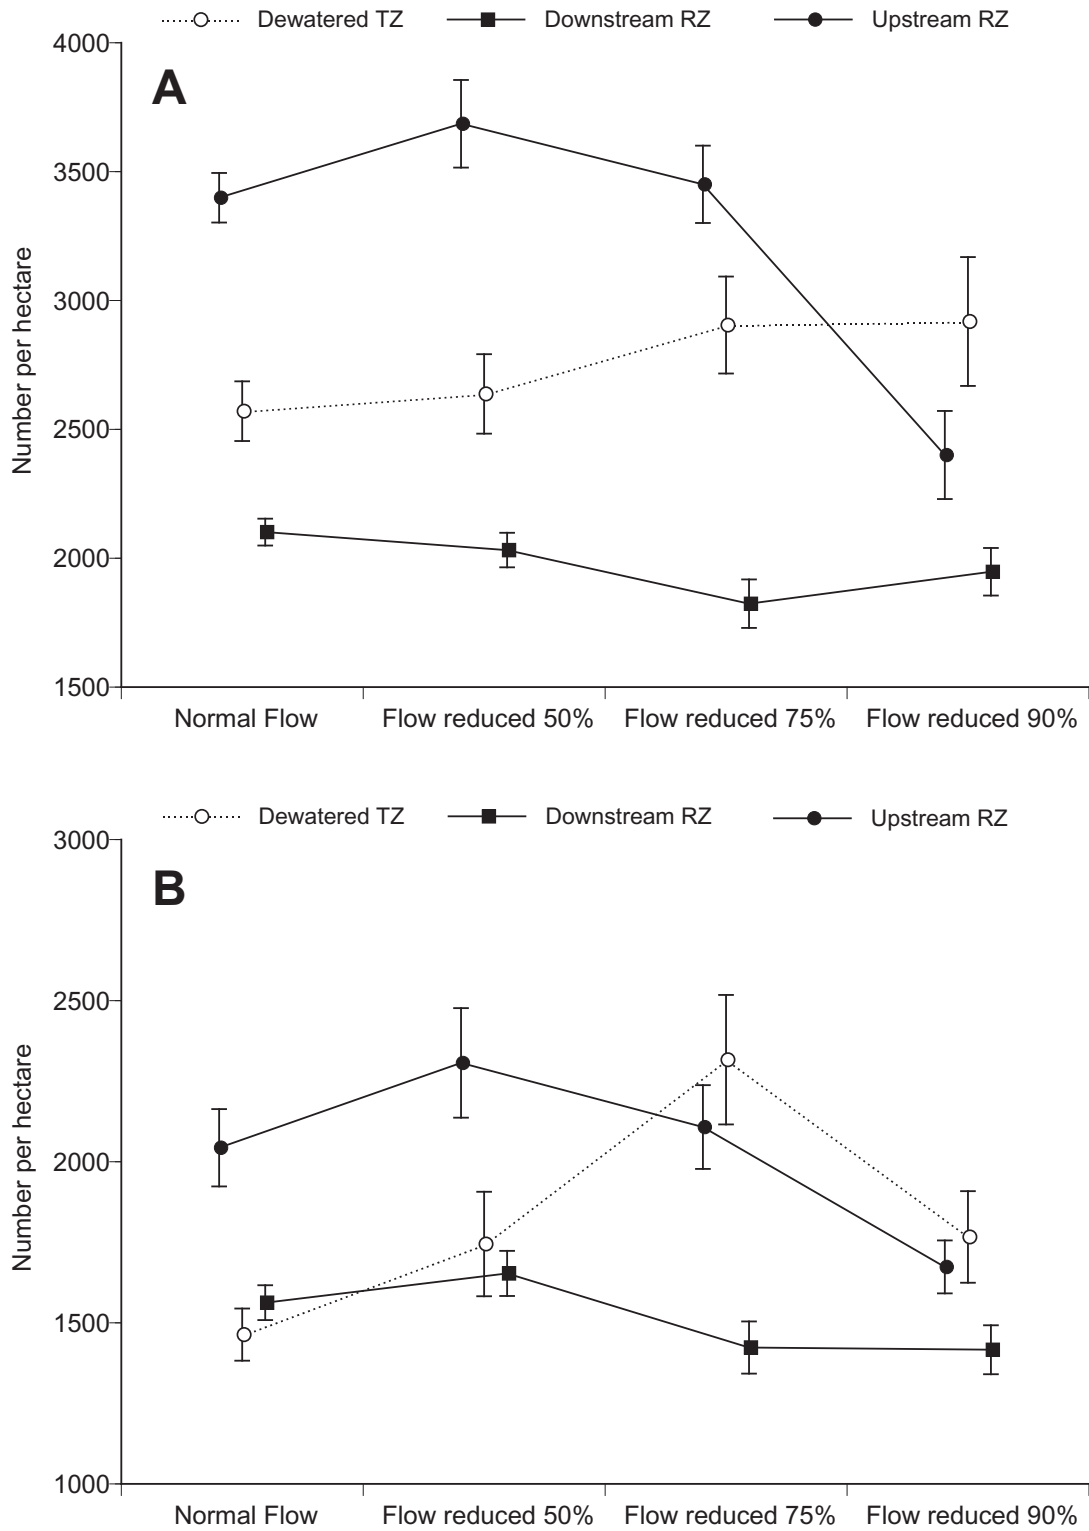 Dewatered TZ Downstream RZ Upstream RZ
4000
A
3500
3000
2500
2000
1500
Number per hectare
Normal Flow Flow reduced 50% Flow reduced 75% Flow reduced 90%
Dewatered TZ Downstream RZ Upstream RZ
3000
B
2500
2000
1500
1000
Number per hectare
Normal Flow Flow reduced 50% Flow reduced 75% Flow reduced 90%